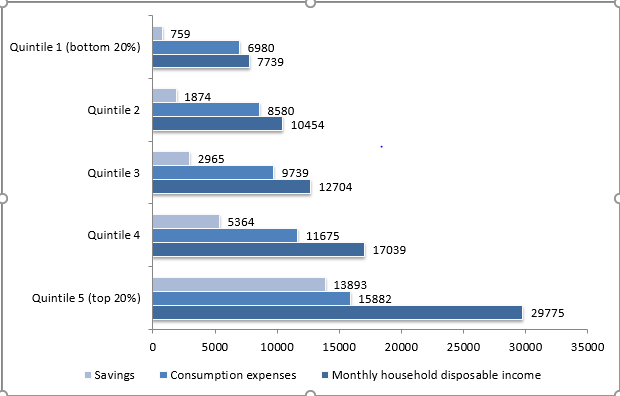 759
Quintile 1 (bottom 20%)
6980
7739
1874
Quintile 2
8580
10454
2965
Quintile 3
9739
12704
5364
Quintile 4
11675
17039
13893
Quintile 5 (top 20%)
15882
29775
0 5000 10000 15000 20000 25000 30000 35000
Savings Consumption expenses Monthly household disposable income